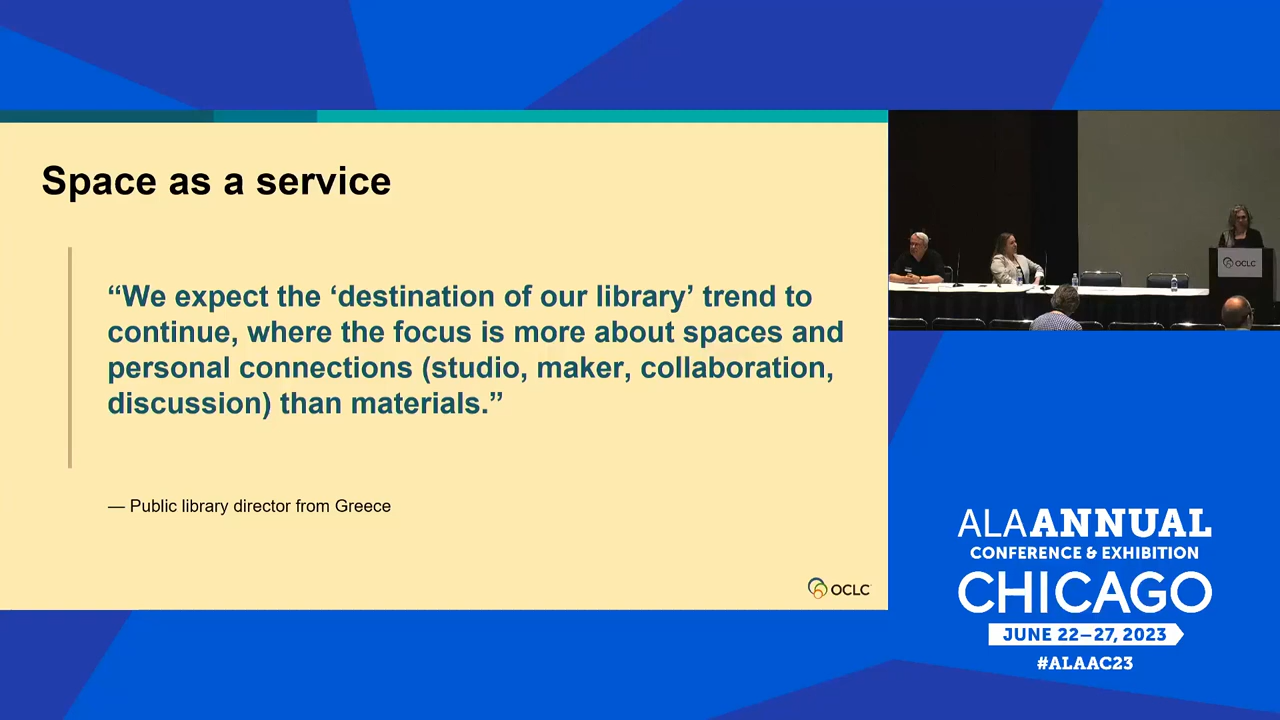 Space as a service
“We expect the ‘destination of our library’ trend to
continue, where the focus is more about spaces and
personal connections (studio, maker, collaboration,
discussion) than materials.”
— Public library director from Greece
OCLC
OCLC
ALA ANNUAL
CONFERENCE & EXHIBITION
CHICAGO
JUNE 22–27, 2023
#ALAAC23